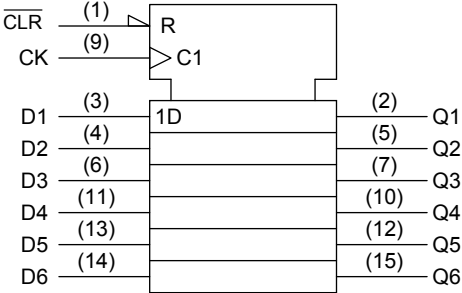 C̅L̅R̅ (1) R
CK (9) C1
D1 (3) 1D (2) Q1
D2 (4) (5) Q2
D3 (6) (7) Q3
D4 (11) (10) Q4
D5 (13) (12) Q5
D6 (14) (15) Q6